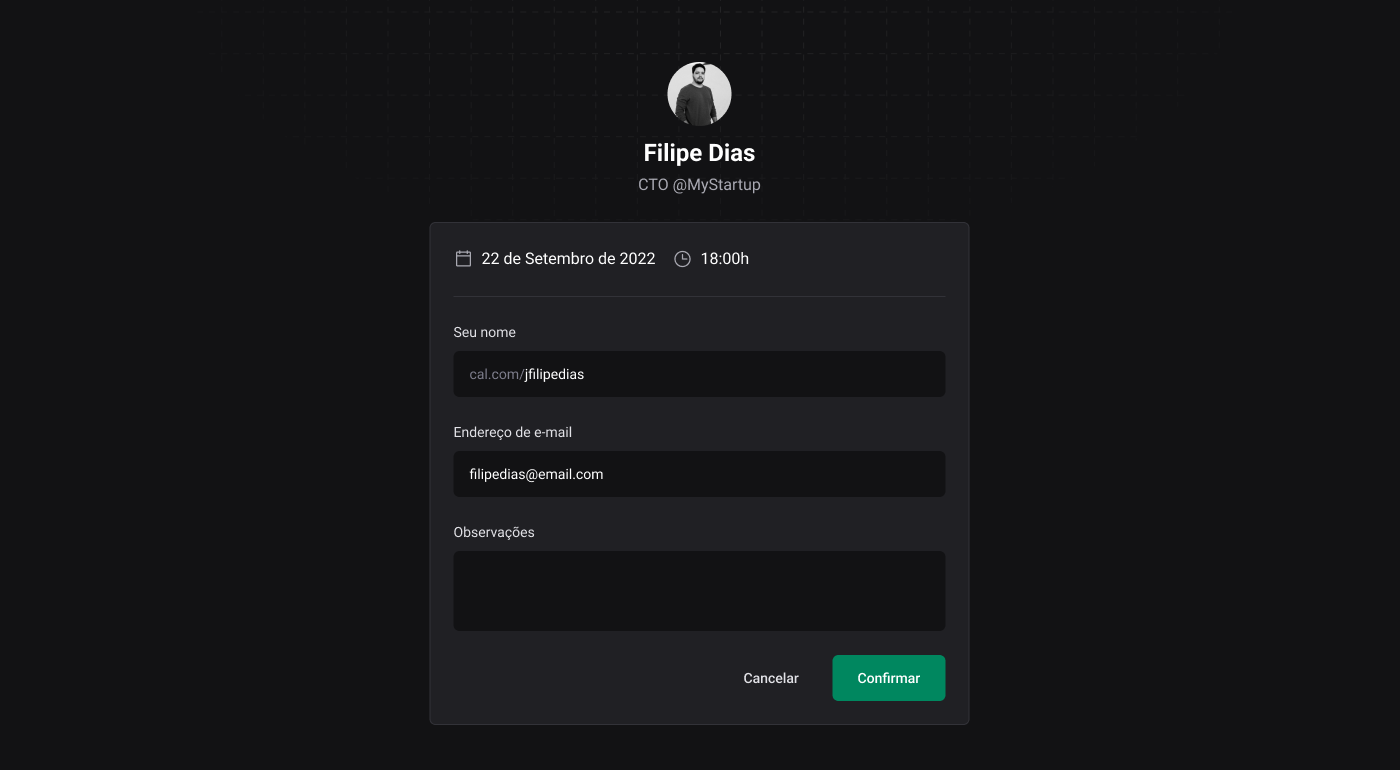 Filipe Dias
CTO @MyStartup
22 de Setembro de 2022 18:00h
Seu nome
cal.com/jfilipedias
Endereço de e-mail
filipedias@email.com
Observações
Cancelar Confirmar